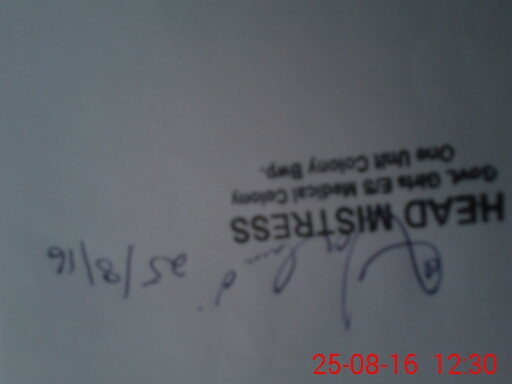 25/8/16
HEAD MISTRESS
Govt. Girls E/S Medical Colony
One Unit Colony Bwp.
25-08-16 12:30